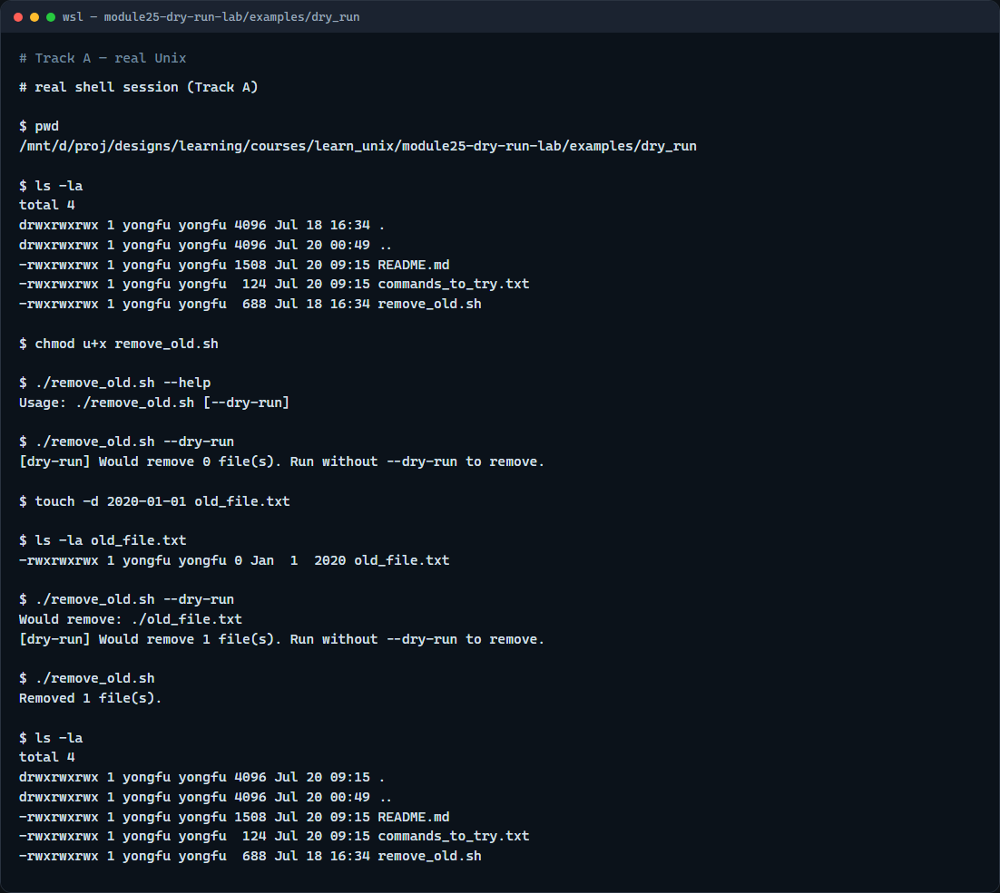 wsl — module25-dry-run-lab/examples/dry_run
# Track A — real Unix
# real shell session (Track A)
$ pwd
/mnt/d/proj/designs/learning/courses/learn_unix/module25-dry-run-lab/examples/dry_run
$ ls -la
total 4
drwxrwxrwx 1 yongfu yongfu 4096 Jul 18 16:34 .
drwxrwxrwx 1 yongfu yongfu 4096 Jul 20 00:49 ..
-rwxrwxrwx 1 yongfu yongfu 1508 Jul 20 09:15 README.md
-rwxrwxrwx 1 yongfu yongfu  124 Jul 20 09:15 commands_to_try.txt
-rwxrwxrwx 1 yongfu yongfu  688 Jul 18 16:34 remove_old.sh
$ chmod u+x remove_old.sh
$ ./remove_old.sh --help
Usage: ./remove_old.sh [--dry-run]
$ ./remove_old.sh --dry-run
[dry-run] Would remove 0 file(s). Run without --dry-run to remove.
$ touch -d 2020-01-01 old_file.txt
$ ls -la old_file.txt
-rwxrwxrwx 1 yongfu yongfu 0 Jan  1  2020 old_file.txt
$ ./remove_old.sh --dry-run
Would remove: ./old_file.txt
[dry-run] Would remove 1 file(s). Run without --dry-run to remove.
$ ./remove_old.sh
Removed 1 file(s).
$ ls -la
total 4
drwxrwxrwx 1 yongfu yongfu 4096 Jul 20 09:15 .
drwxrwxrwx 1 yongfu yongfu 4096 Jul 20 00:49 ..
-rwxrwxrwx 1 yongfu yongfu 1508 Jul 20 09:15 README.md
-rwxrwxrwx 1 yongfu yongfu  124 Jul 20 09:15 commands_to_try.txt
-rwxrwxrwx 1 yongfu yongfu  688 Jul 18 16:34 remove_old.sh